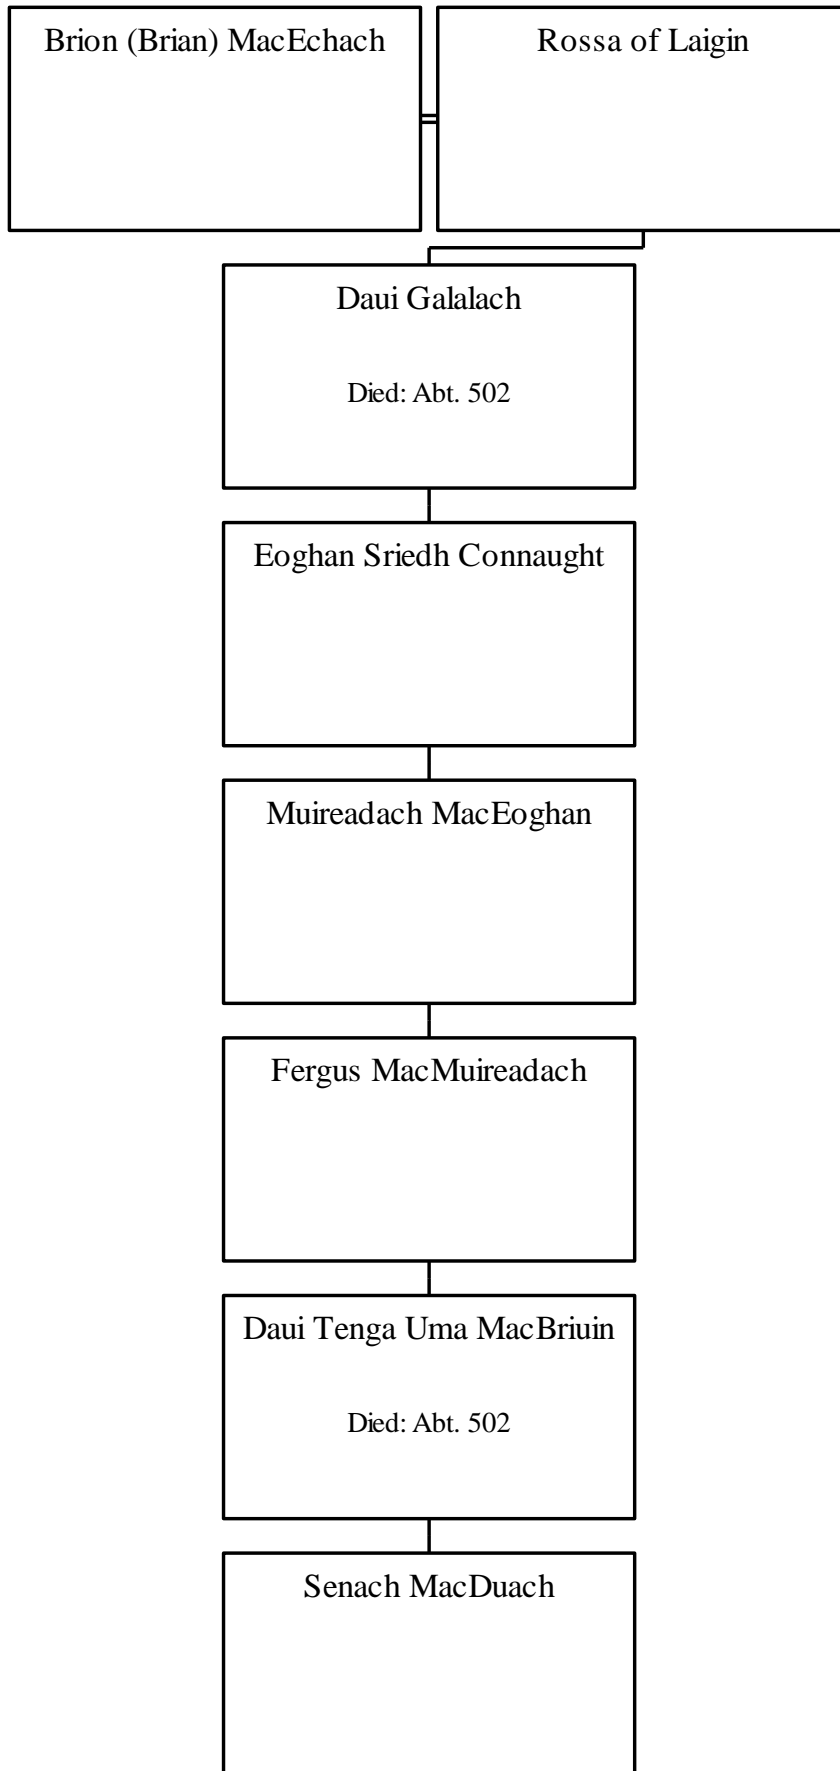 Brion (Brian) MacEchach
Rossa of Laigin
Daui Galalach
Died: Abt. 502
Eoghan Sriedh Connaught
Muireadach MacEoghan
Fergus MacMuireadach
Daui Tenga Uma MacBriuin
Died: Abt. 502
Senach MacDuach